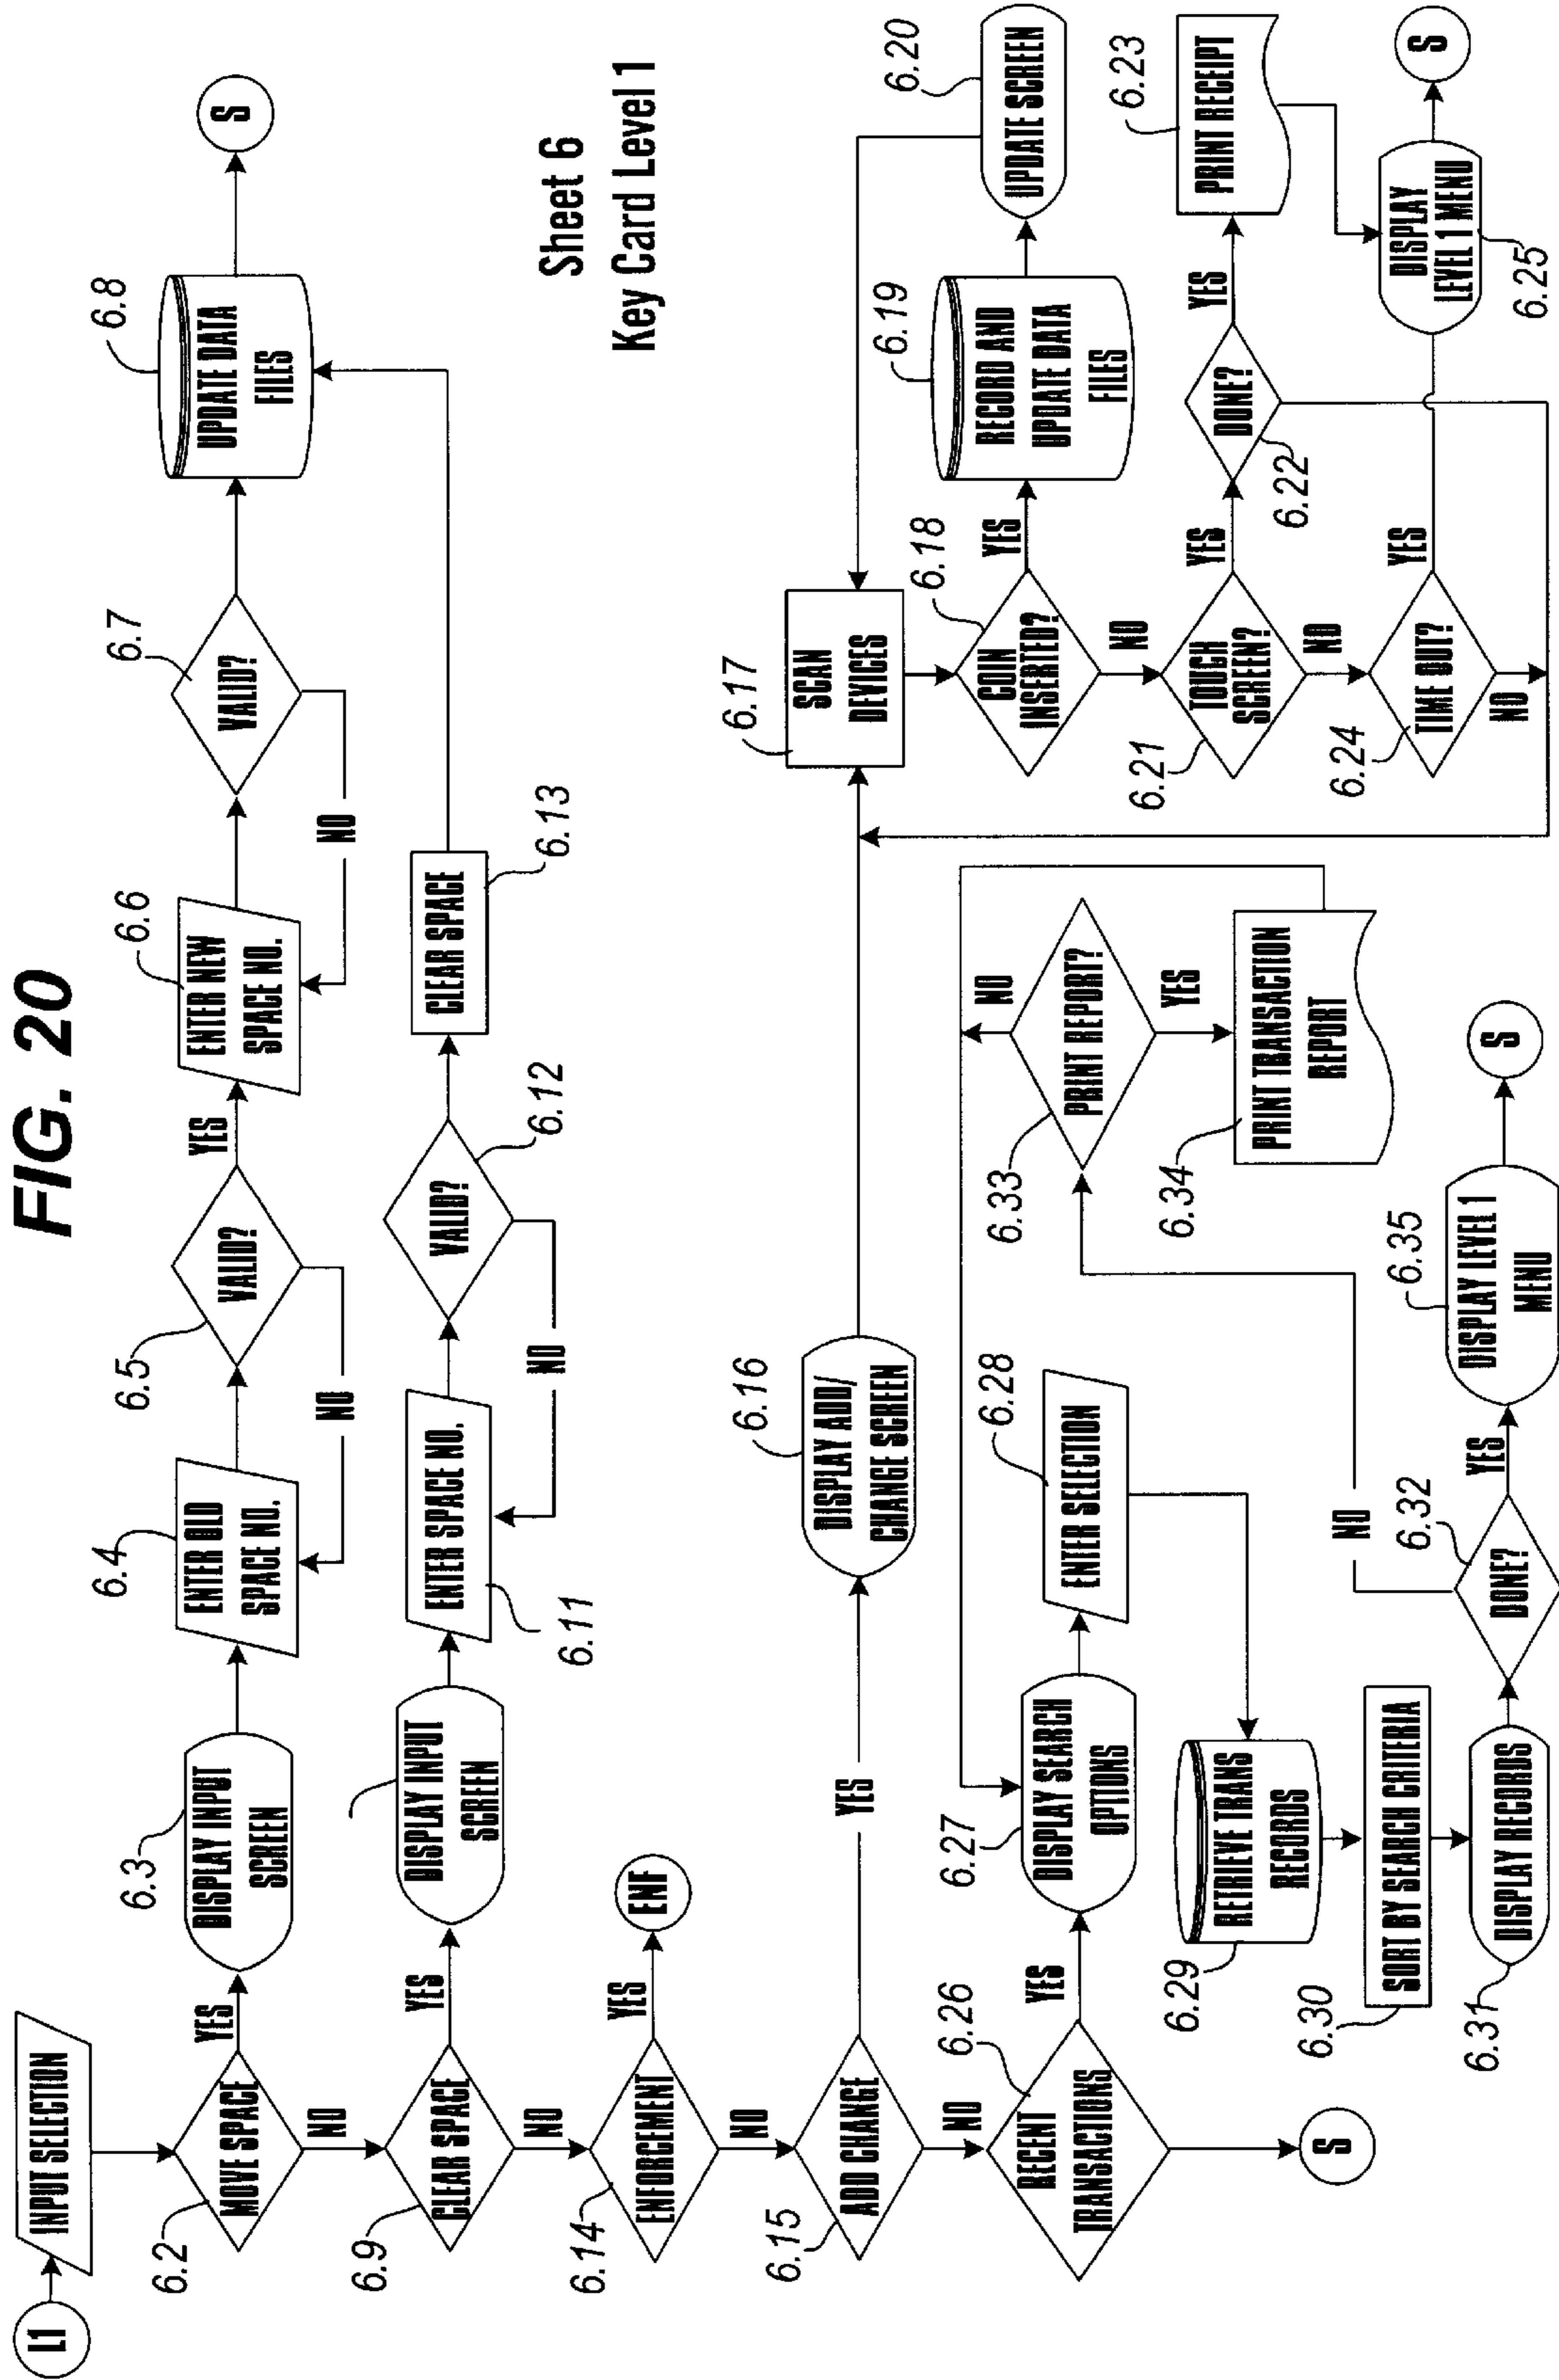 FIG. 20
Sheet 6
Key Card Level 1
L1
INPUT SELECTION
6.2
MOVE SPACE
YES
NO
6.3
DISPLAY INPUT
SCREEN
6.4
ENTER OLD
SPACE NO.
6.5
VALID?
NO
YES
6.6
ENTER NEW
SPACE NO.
6.7
VALID?
NO
6.8
UPDATE DATA
FILES
S
6.9
CLEAR SPACE
YES
NO
DISPLAY INPUT
SCREEN
6.11
ENTER SPACE NO.
6.12
VALID?
NO
6.13
CLEAR SPACE
6.14
ENFORCEMENT
YES
NO
ENF
6.15
ADD CHANGE
YES
NO
6.16
DISPLAY ADD/
CHANGE SCREEN
6.17
SCAN
DEVICES
6.18
COIN
INSERTED?
YES
NO
6.19
RECORD AND
UPDATE DATA
FILES
6.20
UPDATE SCREEN
6.21
TOUCH
SCREEN?
YES
NO
6.22
DONE?
YES
6.23
PRINT RECEIPT
6.24
TIME OUT?
YES
NO
DISPLAY
LEVEL 1 MENU
6.25
S
6.26
RECENT
TRANSACTIONS
YES
S
6.27
DISPLAY SEARCH
OPTIONS
6.28
ENTER SELECTION
6.29
RETRIEVE TRANS
RECORDS
6.30
SORT BY SEARCH CRITERIA
6.31
DISPLAY RECORDS
6.32
DONE?
NO
YES
6.33
PRINT REPORT?
NO
YES
6.34
PRINT TRANSACTION
REPORT
6.35
DISPLAY LEVEL 1
MENU
S